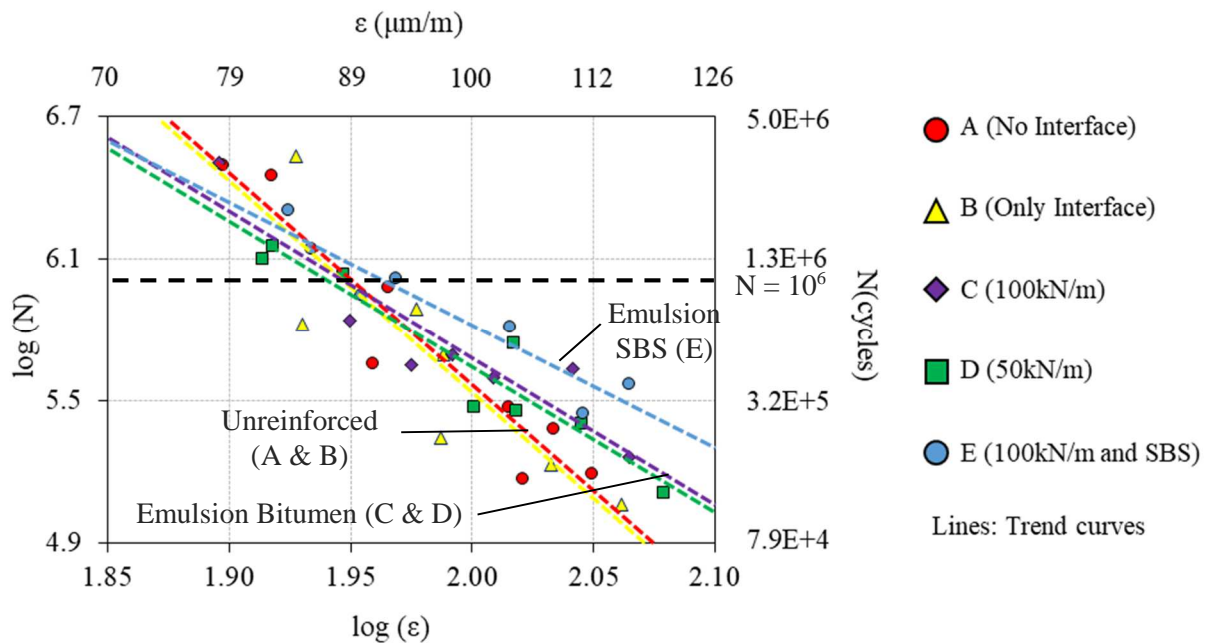 ε (μm/m)
70 79 89 100 112 126
6.7 5.0E+6
6.1 1.3E+6
N = 10⁶
5.5 3.2E+5
4.9 7.9E+4
log (N)
N(cycles)
Emulsion
SBS (E)
Unreinforced
(A & B)
Emulsion Bitumen (C & D)
1.85 1.90 1.95 2.00 2.05 2.10
log (ε)
A (No Interface)
B (Only Interface)
C (100kN/m)
D (50kN/m)
E (100kN/m and SBS)
Lines: Trend curves